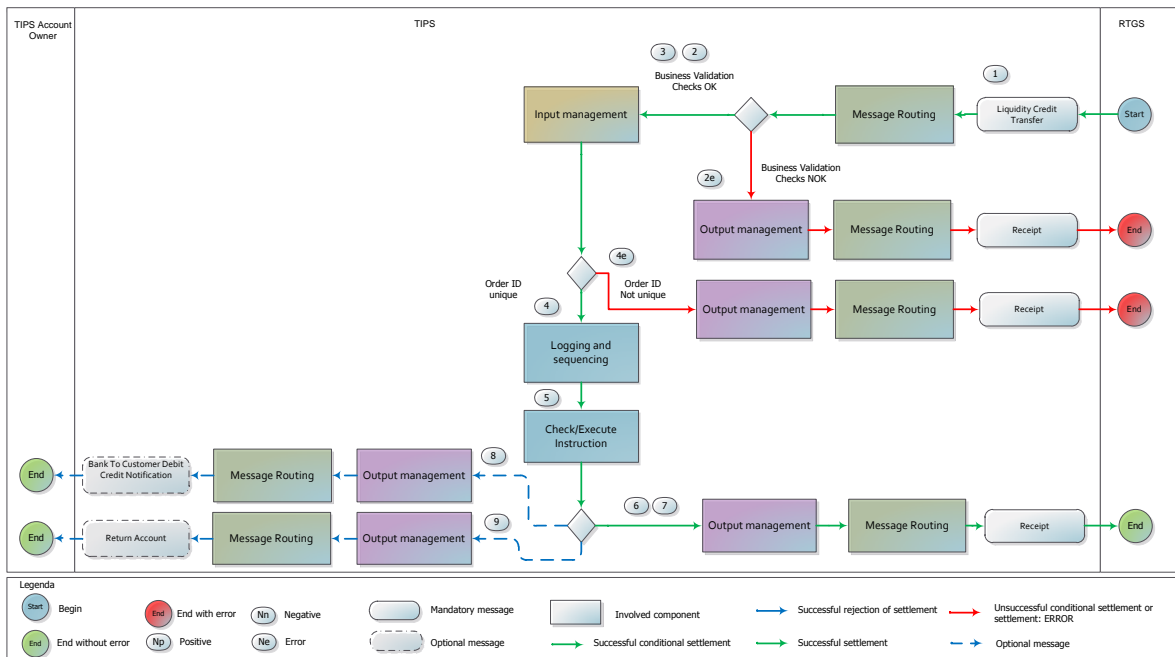 TIPS Account
Owner
TIPS
RTGS
3
2
Business Validation
Checks OK
1
Input management
Message Routing
Liquidity Credit
Transfer
Start
Business Validation
Checks NOK
2e
Output management
Message Routing
Receipt
End
4e
Order ID
unique
Order ID
Not unique
4
Output management
Message Routing
Receipt
End
Logging and
sequencing
5
Check/Execute
Instruction
8
End
Bank To Customer Debit
Credit Notification
Message Routing
Output management
6
7
9
End
Return Account
Message Routing
Output management
Output management
Message Routing
Receipt
End
Legenda
Start
Begin
End
End with error
Nn
Negative
Mandatory message
Involved component
Successful rejection of settlement
Unsuccessful conditional settlement or
settlement: ERROR
End
End without error
Np
Positive
Ne
Error
Optional message
Successful conditional settlement
Successful settlement
Optional message